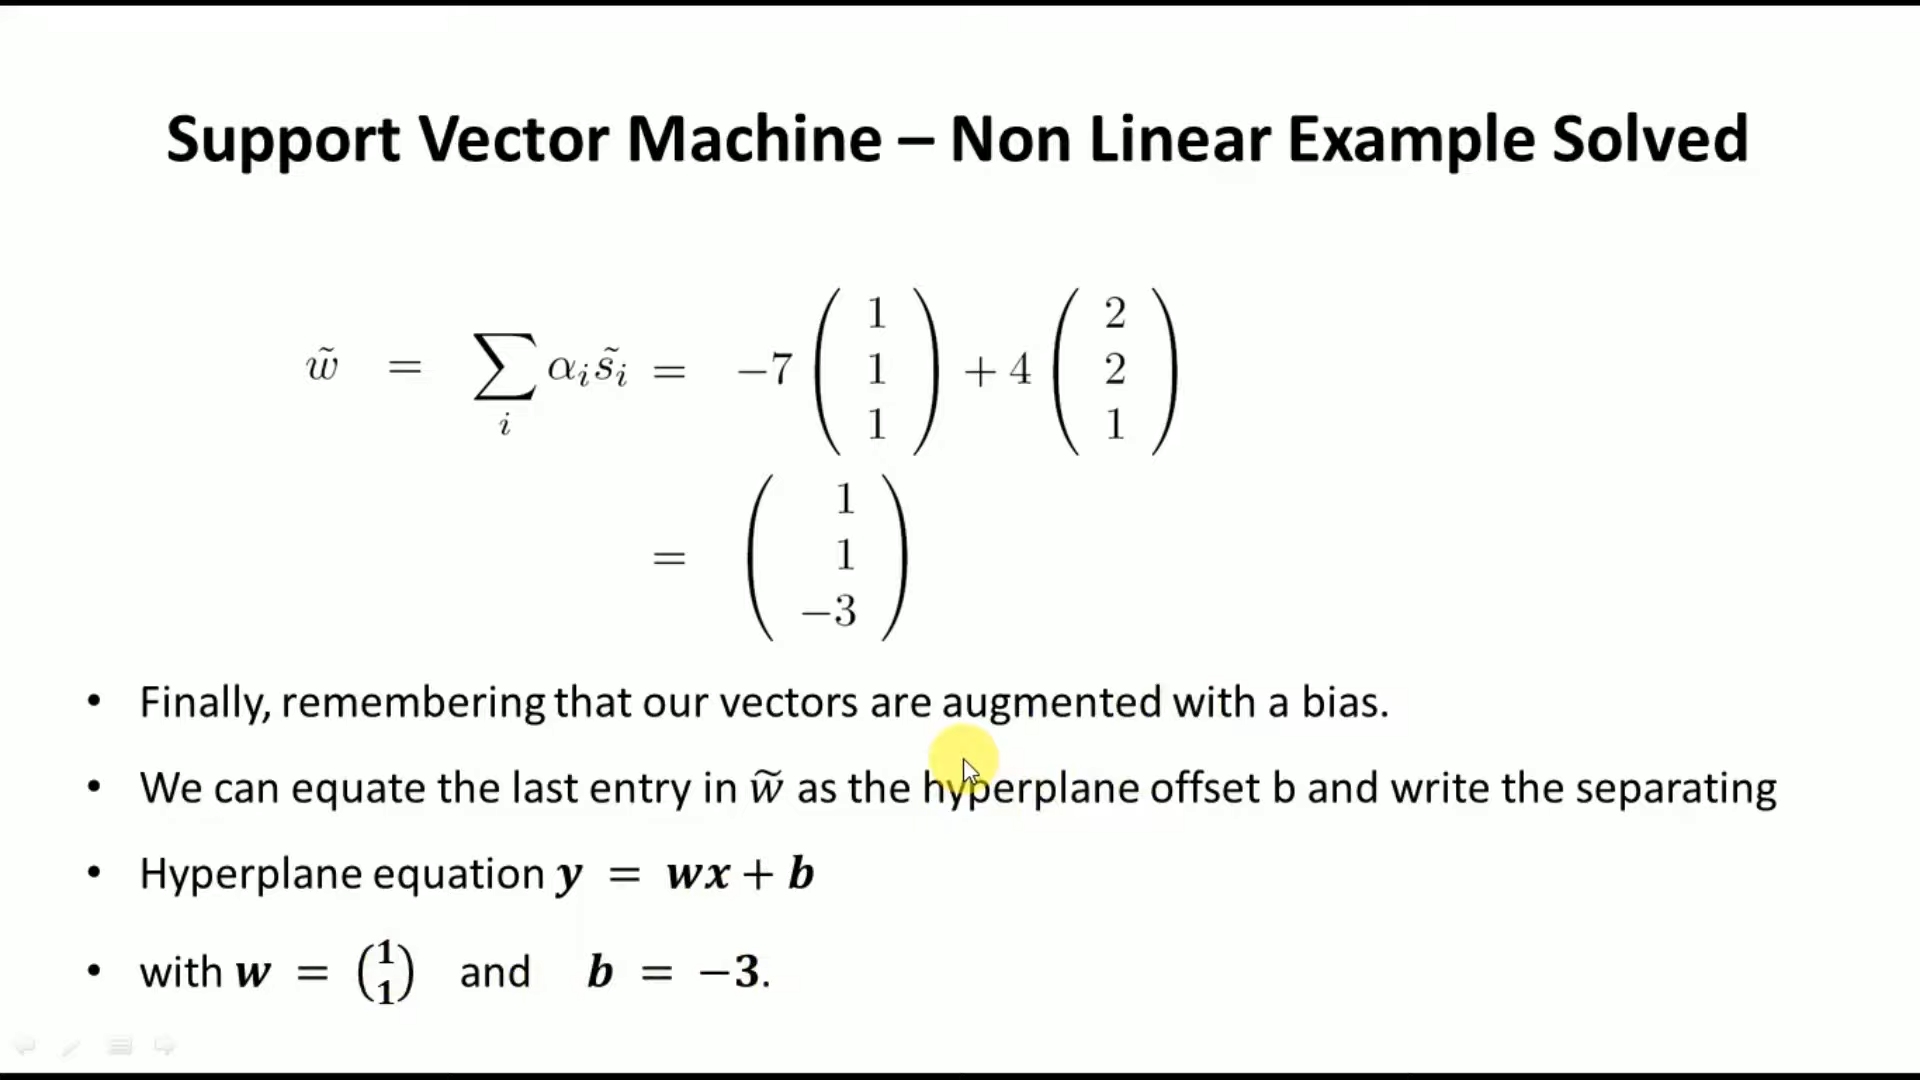 Support Vector Machine – Non Linear Example Solved
w̃ = ∑ᵢ αᵢs̃ᵢ = −7 (1 1 1) + 4 (2 2 1)
= (1 1 −3)
• Finally, remembering that our vectors are augmented with a bias.
• We can equate the last entry in w̃ as the hyperplane offset b and write the separating
• Hyperplane equation y = wx + b
• with w = (1 1) and b = −3.